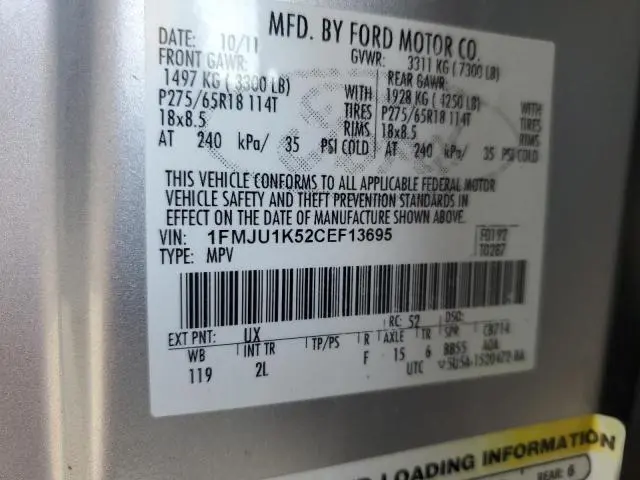 MFD. BY FORD MOTOR CO.
DATE: 10/11 GVWR: 3311 KG ( 7300 LB)
FRONT GAWR: REAR GAWR:
1497 KG ( 3300 LB) WITH 1928 KG ( 4250 LB) WITH
P275/65R18 114T TIRES P275/65R18 114T TIRES
18x8.5 RIMS 18x8.5 RIMS
AT 240 kPa/ 35 PSI COLD AT 240 kPa/ 35 PSI COLD
THIS VEHICLE CONFORMS TO ALL APPLICABLE FEDERAL MOTOR
VEHICLE SAFETY AND THEFT PREVENTION STANDARDS IN
EFFECT ON THE DATE OF MANUFACTURE SHOWN ABOVE.
VIN: 1FMJU1K52CEF13695
TYPE: MPV
EXT PNT: UX RC: 52 DSO:
WB INT TR TP/PS R AXLE TR SPR
119 2L F 15 6 BB55
UTC
LOADING INFORMATION
REAR: 6